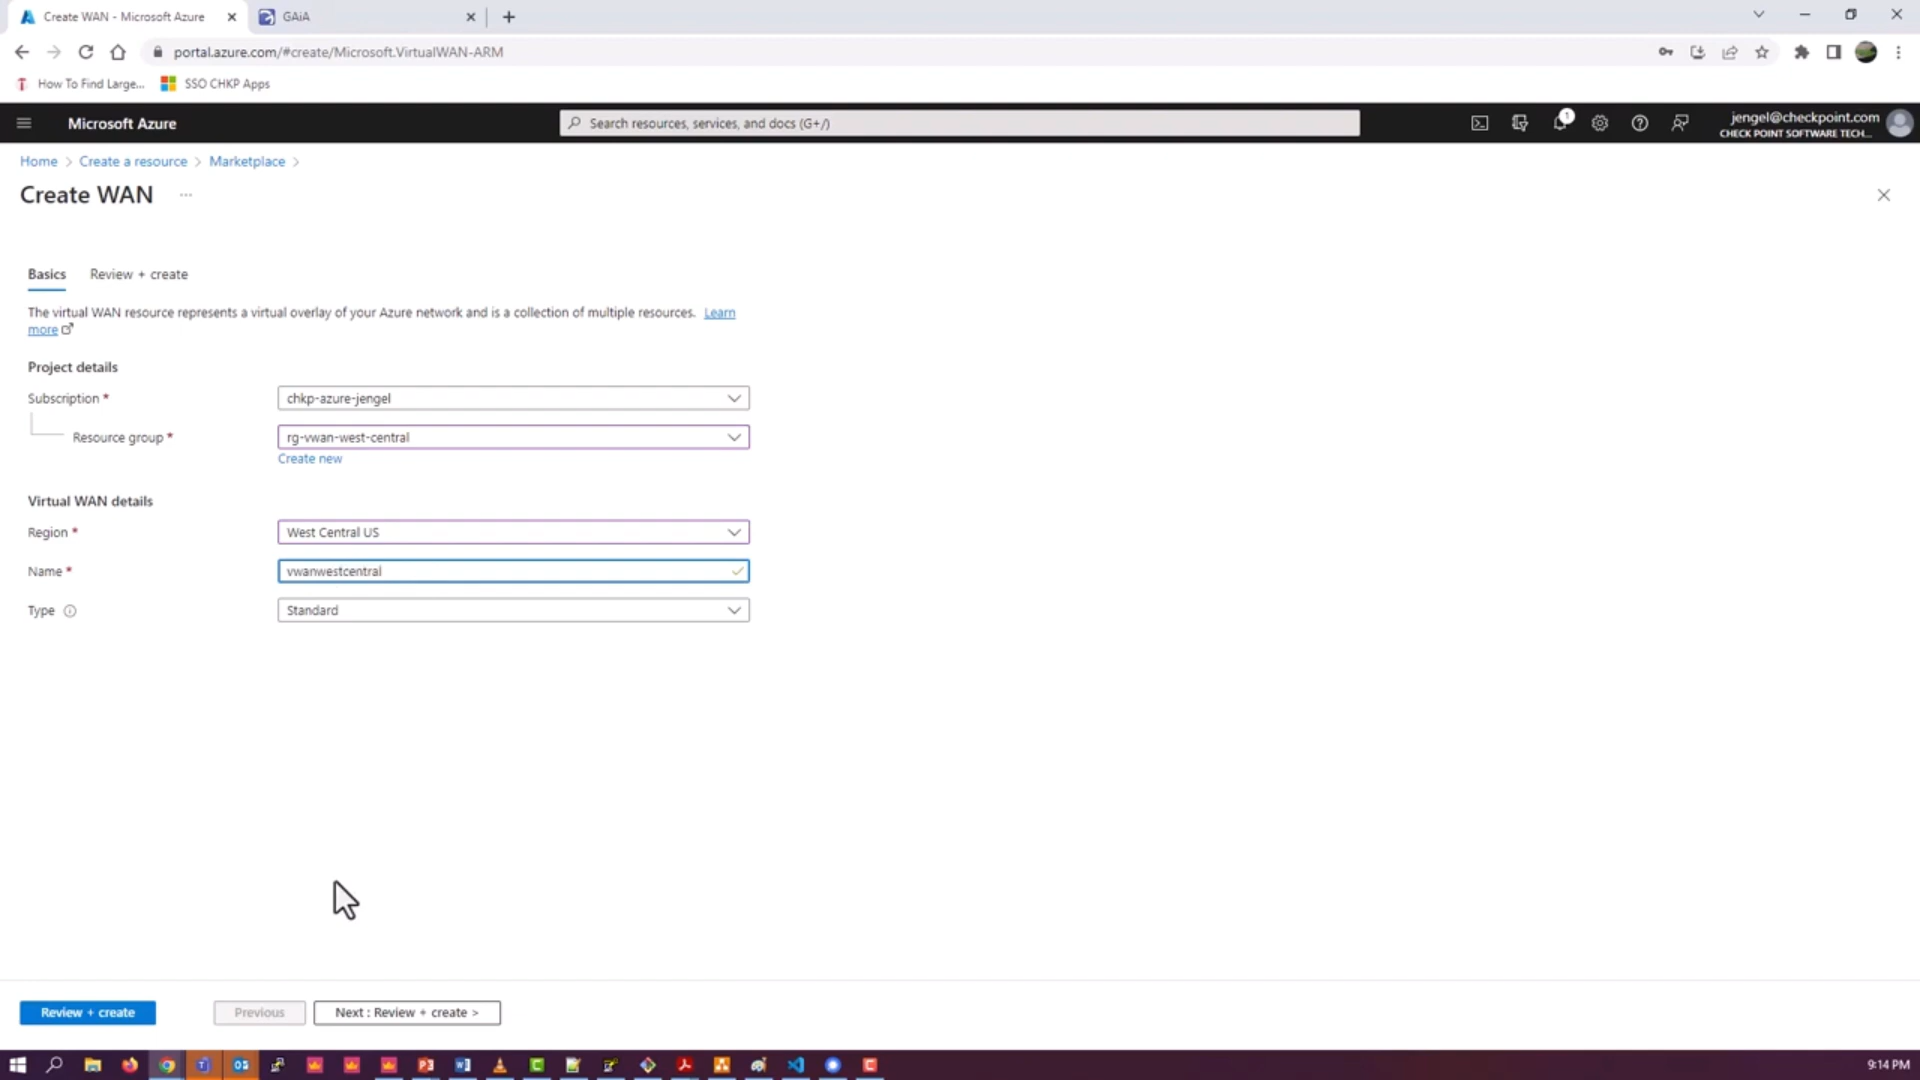 Create WAN - Microsoft Azure
GAiA
portal.azure.com/#create/Microsoft.VirtualWAN-ARM
How To Find Large...
SSO CHKP Apps
Microsoft Azure
Search resources, services, and docs (G+/)
1
jengel@checkpoint.com
CHECK POINT SOFTWARE TECH...
Home > Create a resource > Marketplace >
Create WAN ...
Basics
Review + create
The virtual WAN resource represents a virtual overlay of your Azure network and is a collection of multiple resources. Learn
more
Project details
Subscription *
chkp-azure-jengel
Resource group *
rg-vwan-west-central
Create new
Virtual WAN details
Region *
West Central US
Name *
vwanwestcentral
Type
Standard
Review + create
Previous
Next : Review + create >
9:14 PM